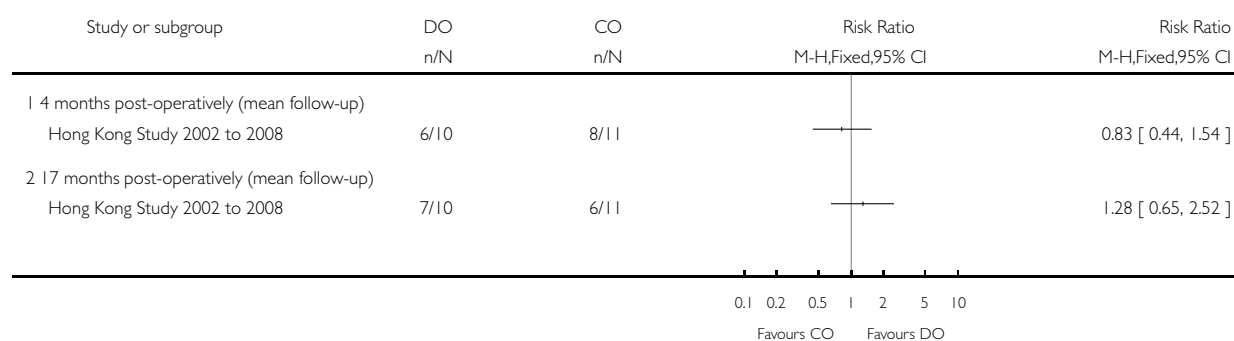 Study or subgroup DO CO Risk Ratio Risk Ratio
n/N n/N M-H,Fixed,95% CI M-H,Fixed,95% CI
1 4 months post-operatively (mean follow-up)
Hong Kong Study 2002 to 2008 6/10 8/11 0.83 [ 0.44, 1.54 ]
2 17 months post-operatively (mean follow-up)
Hong Kong Study 2002 to 2008 7/10 6/11 1.28 [ 0.65, 2.52 ]
0.1 0.2 0.5 1 2 5 10
Favours CO Favours DO